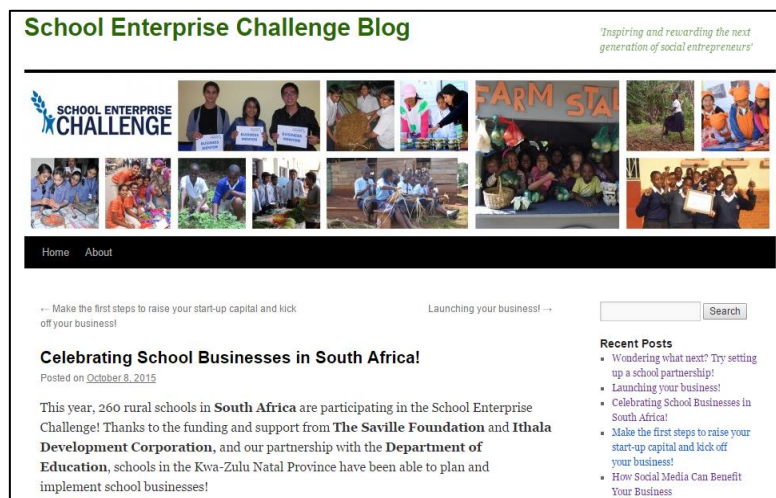 School Enterprise Challenge Blog
'Inspiring and rewarding the next
generation of social entrepreneurs'
SCHOOL ENTERPRISE
CHALLENGE
BUSINESS
MENTOR
BUSINESS
MENTOR
BUSINESS
MENTOR
FARM STAL
Home About
← Make the first steps to raise your start-up capital and kick
off your business!
Launching your business! →
Search
Celebrating School Businesses in South Africa!
Posted on October 8, 2015
This year, 260 rural schools in South Africa are participating in the School Enterprise
Challenge! Thanks to the funding and support from The Saville Foundation and Ithala
Development Corporation, and our partnership with the Department of
Education, schools in the Kwa-Zulu Natal Province have been able to plan and
implement school businesses!
Recent Posts
Wondering what next? Try setting
up a school partnership!
Launching your business!
Celebrating School Businesses in
South Africa!
Make the first steps to raise your
start-up capital and kick off
your business!
How Social Media Can Benefit
Your Business